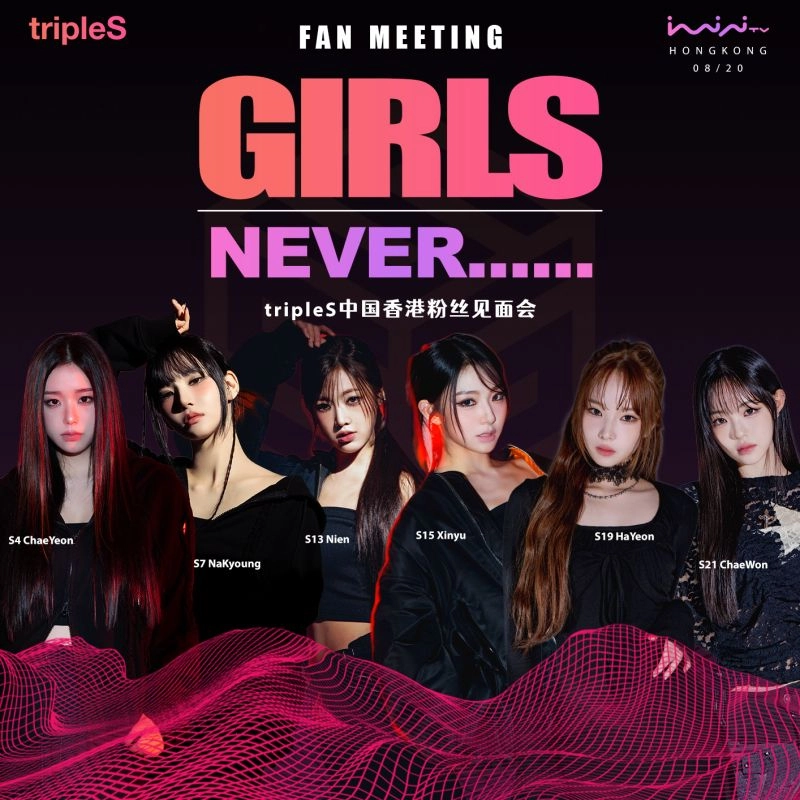 tripleS
FAN MEETING
HONGKONG
08/20
GIRLS
NEVER......
tripleS中国香港粉丝见面会
S4 ChaeYeon
S7 NaKyoung
S13 Nien
S15 Xinyu
S19 HaYeon
S21 ChaeWon